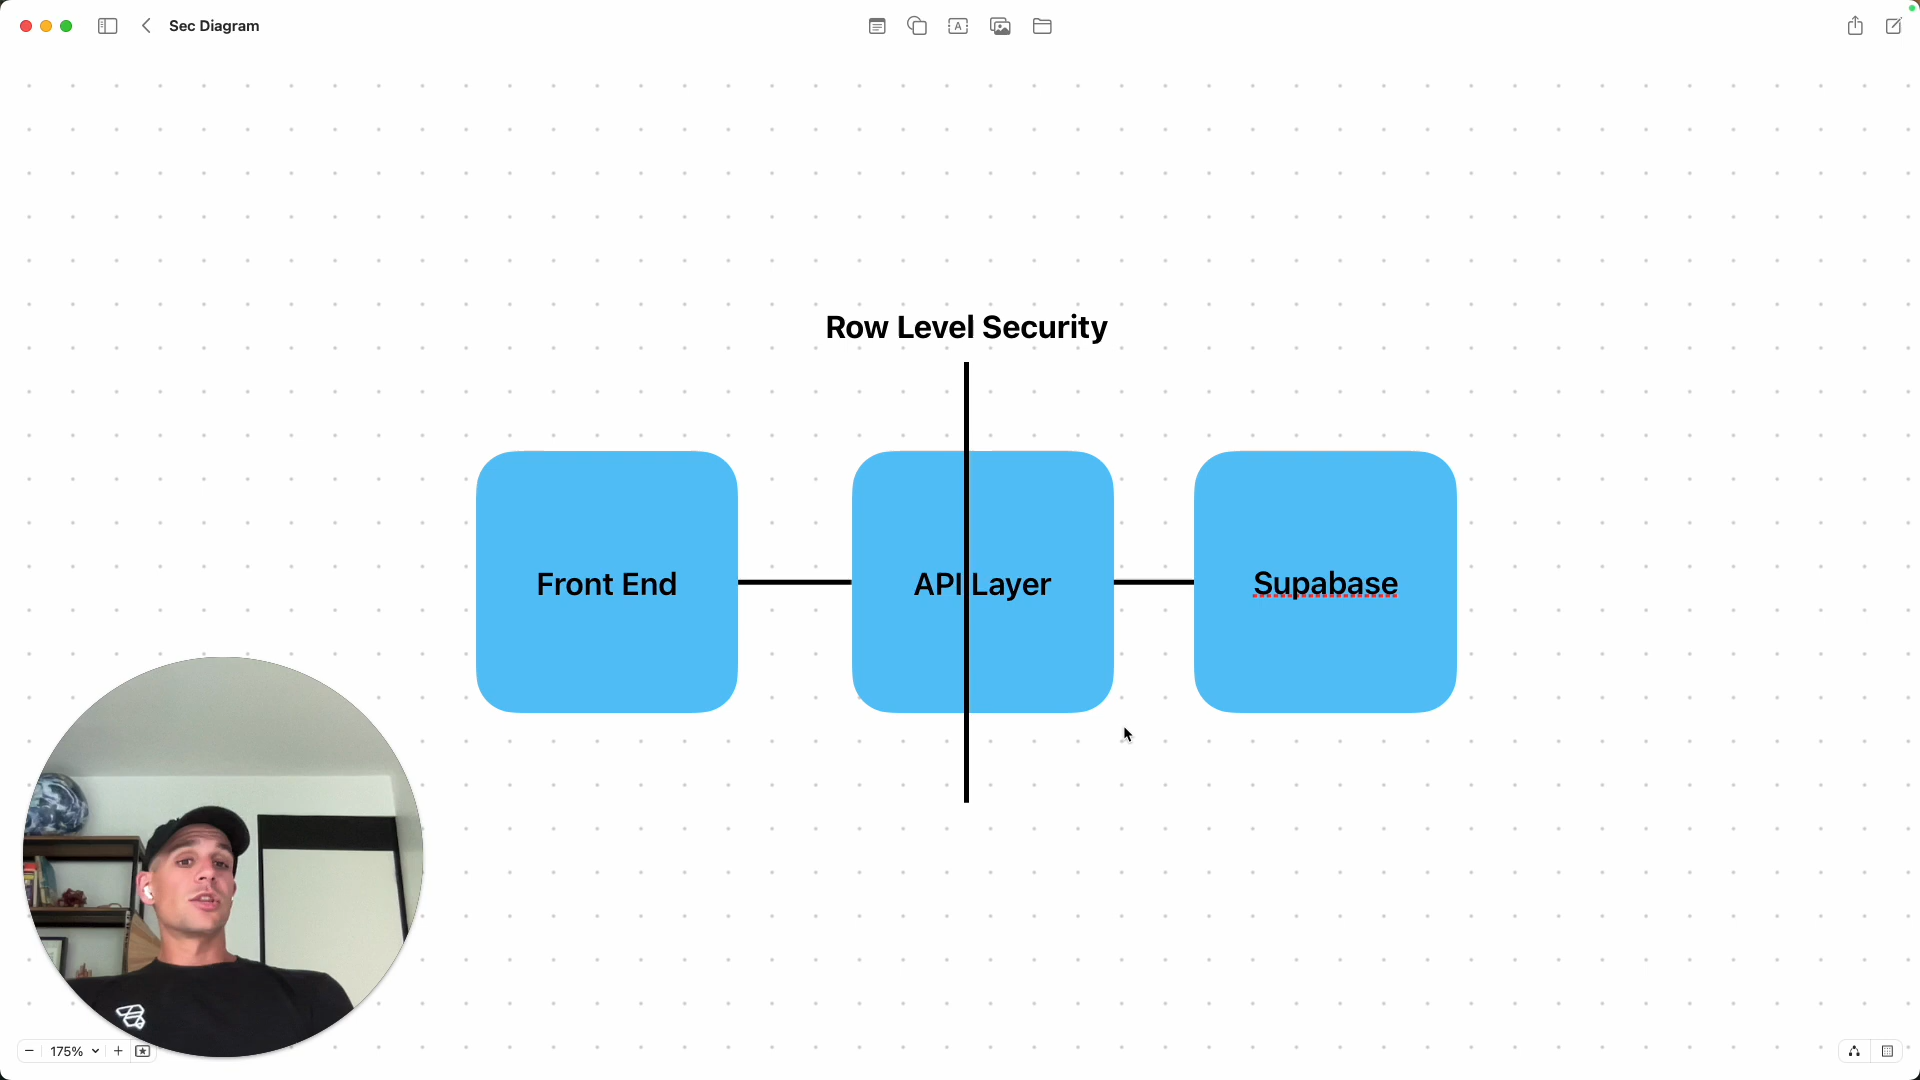 Sec Diagram
A
Row Level Security
Front End
API Layer
Supabase
175%